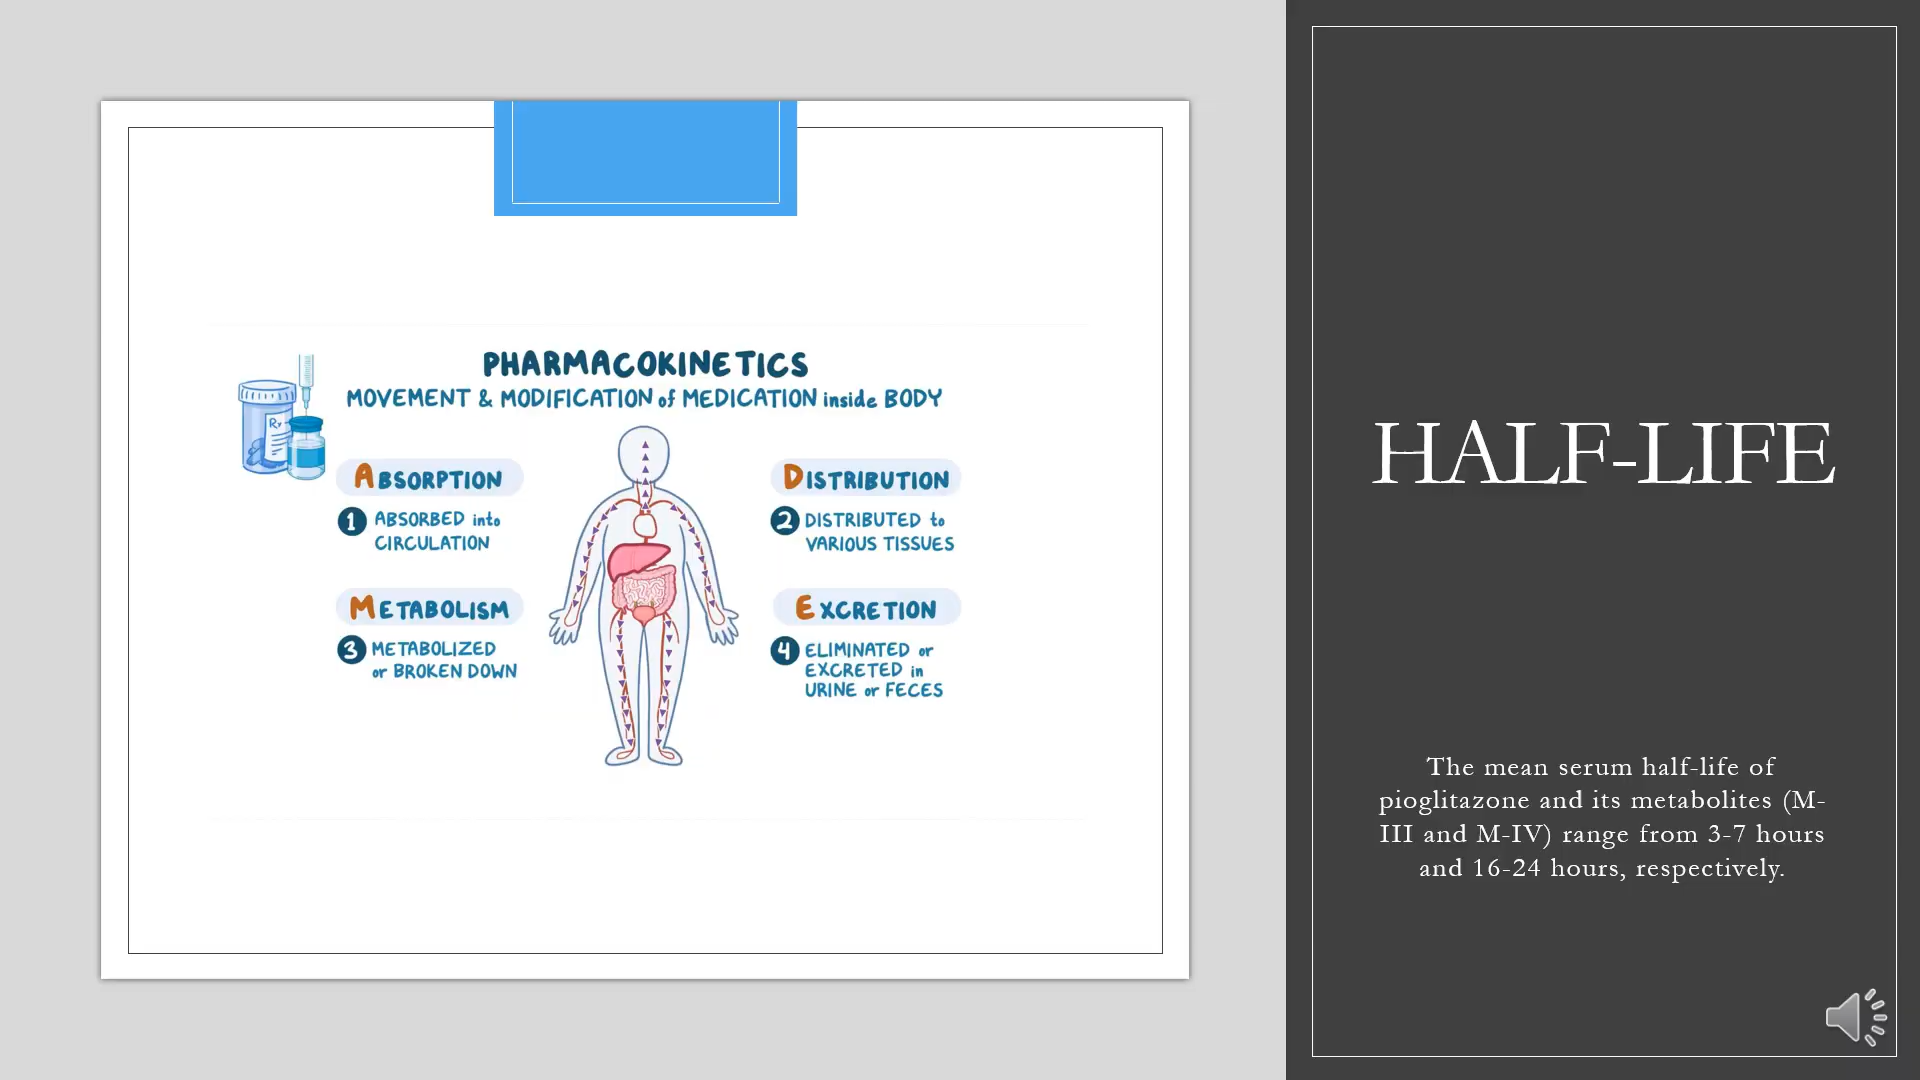 PHARMACOKINETICS
MOVEMENT & MODIFICATION of MEDICATION inside BODY
Rx
ABSORPTION
1 ABSORBED into
CIRCULATION
DISTRIBUTION
2 DISTRIBUTED to
VARIOUS TISSUES
METABOLISM
3 METABOLIZED
or BROKEN DOWN
EXCRETION
4 ELIMINATED or
EXCRETED in
URINE or FECES
HALF-LIFE
The mean serum half-life of
pioglitazone and its metabolites (M-
III and M-IV) range from 3-7 hours
and 16-24 hours, respectively.